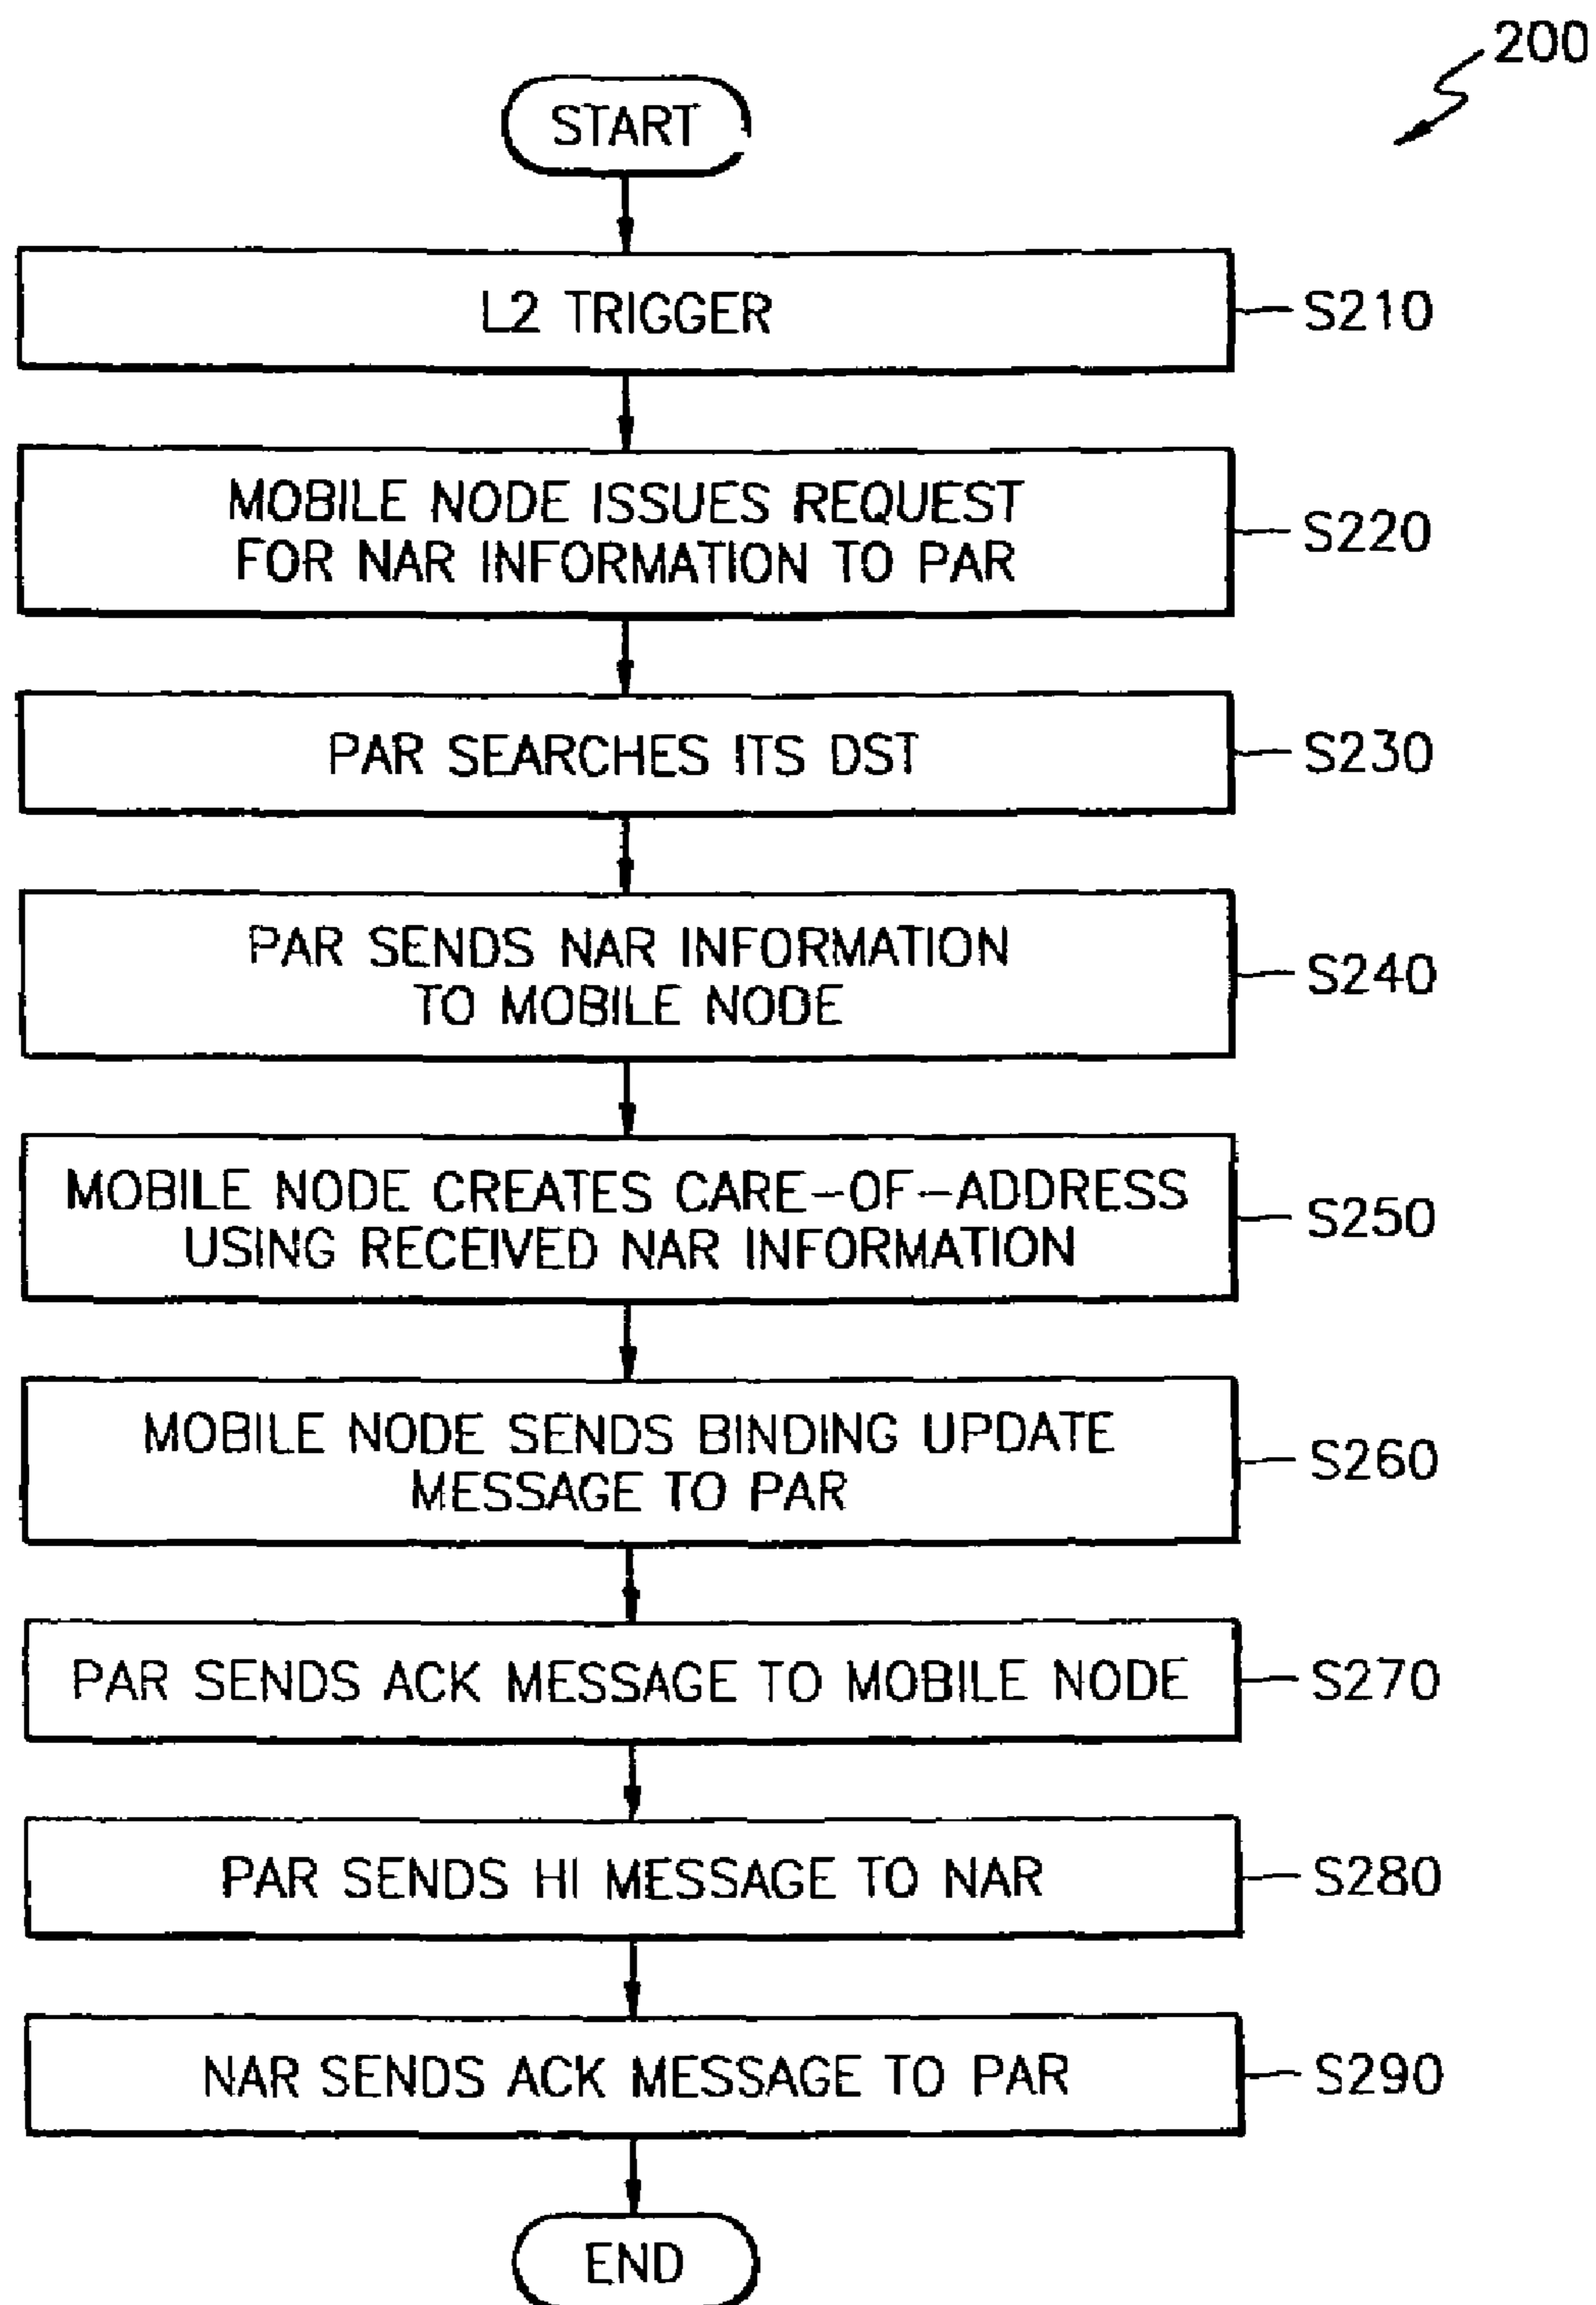 200
START
L2 TRIGGER
S210
MOBILE NODE ISSUES REQUEST
FOR NAR INFORMATION TO PAR
S220
PAR SEARCHES ITS DST
S230
PAR SENDS NAR INFORMATION
TO MOBILE NODE
S240
MOBILE NODE CREATES CARE-OF-ADDRESS
USING RECEIVED NAR INFORMATION
S250
MOBILE NODE SENDS BINDING UPDATE
MESSAGE TO PAR
S260
PAR SENDS ACK MESSAGE TO MOBILE NODE
S270
PAR SENDS HI MESSAGE TO NAR
S280
NAR SENDS ACK MESSAGE TO PAR
S290
END